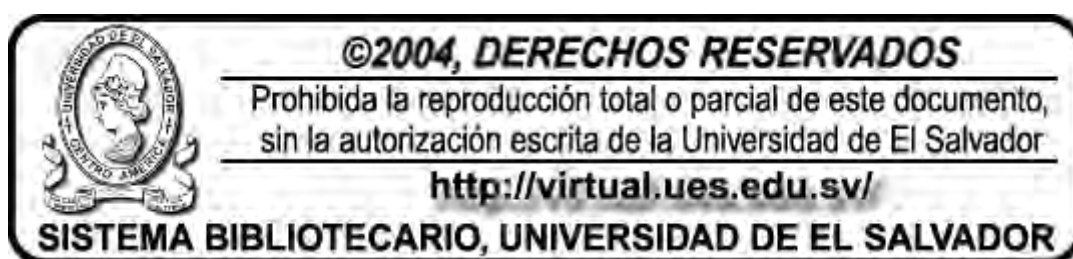 UNIVERSIDAD DE EL SALVADOR
CENTRO AMERICA
©2004, DERECHOS RESERVADOS
Prohibida la reproducción total o parcial de este documento,
sin la autorización escrita de la Universidad de El Salvador
http://virtual.ues.edu.sv/
SISTEMA BIBLIOTECARIO, UNIVERSIDAD DE EL SALVADOR